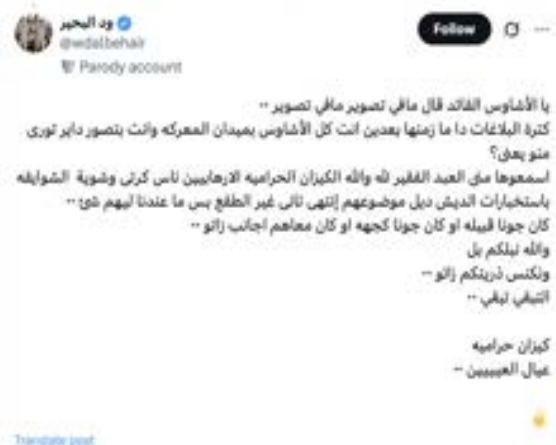 ود البحير
@wdalbehair
Parody account
Follow
يا الأشاوس القائد قال مافي تصوير مافي تصوير ..
كترة البلاغات دا ما زمنها بعدين انت كل الأشاوس بميدان المعركه وانت بتصور داير توري
منو يعني؟
اسمعوها مني العبد الفقير لله والله الكيزان الحراميه الارهابيين ناس كرتي وشوية الشوايقه
باستخبارات الديش ديل موضوعهم إنتهى تاني غير الطقع بس ما عندنا ليهم شئ ..
كان جونا قبيله او كان جونا كجهه او كان معاهم اجانب زاتو ..
والله نبلكم بل
ونكنس ذريتكم زاتو ..
التبقي تبقي ..
كيزان حراميه
عيال العبييين ..
Translate post